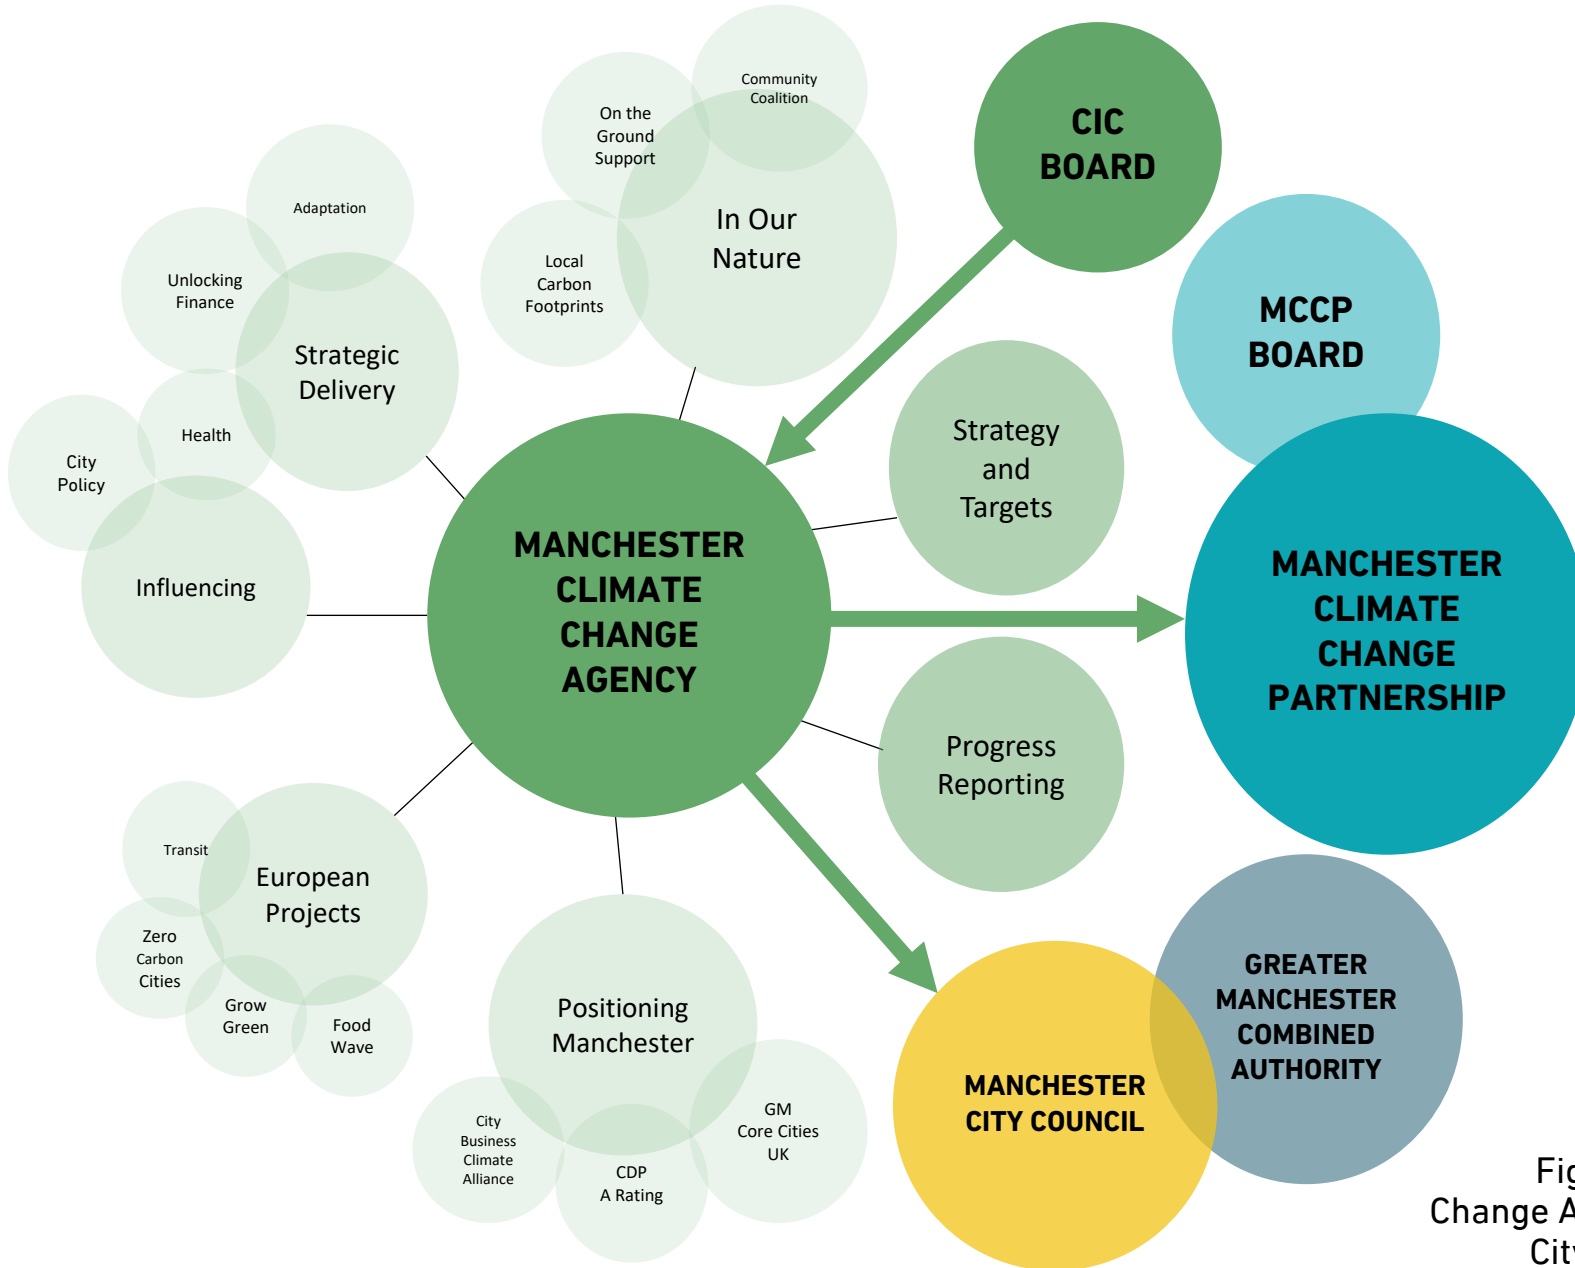 Community
Coalition
On the
Ground
Support
Local
Carbon
Footprints
In Our
Nature
CIC
BOARD
MCCP
BOARD
Adaptation
Unlocking
Finance
Strategic
Delivery
Health
City
Policy
Influencing
Strategy
and
Targets
MANCHESTER
CLIMATE
CHANGE
AGENCY
MANCHESTER
CLIMATE
CHANGE
PARTNERSHIP
Progress
Reporting
Transit
European
Projects
Zero
Carbon
Cities
Grow
Green
Food
Wave
Positioning
Manchester
City
Business
Climate
Alliance
CDP
A Rating
GM
Core Cities
UK
MANCHESTER
CITY COUNCIL
GREATER
MANCHESTER
COMBINED
AUTHORITY
Fig
Change A
City